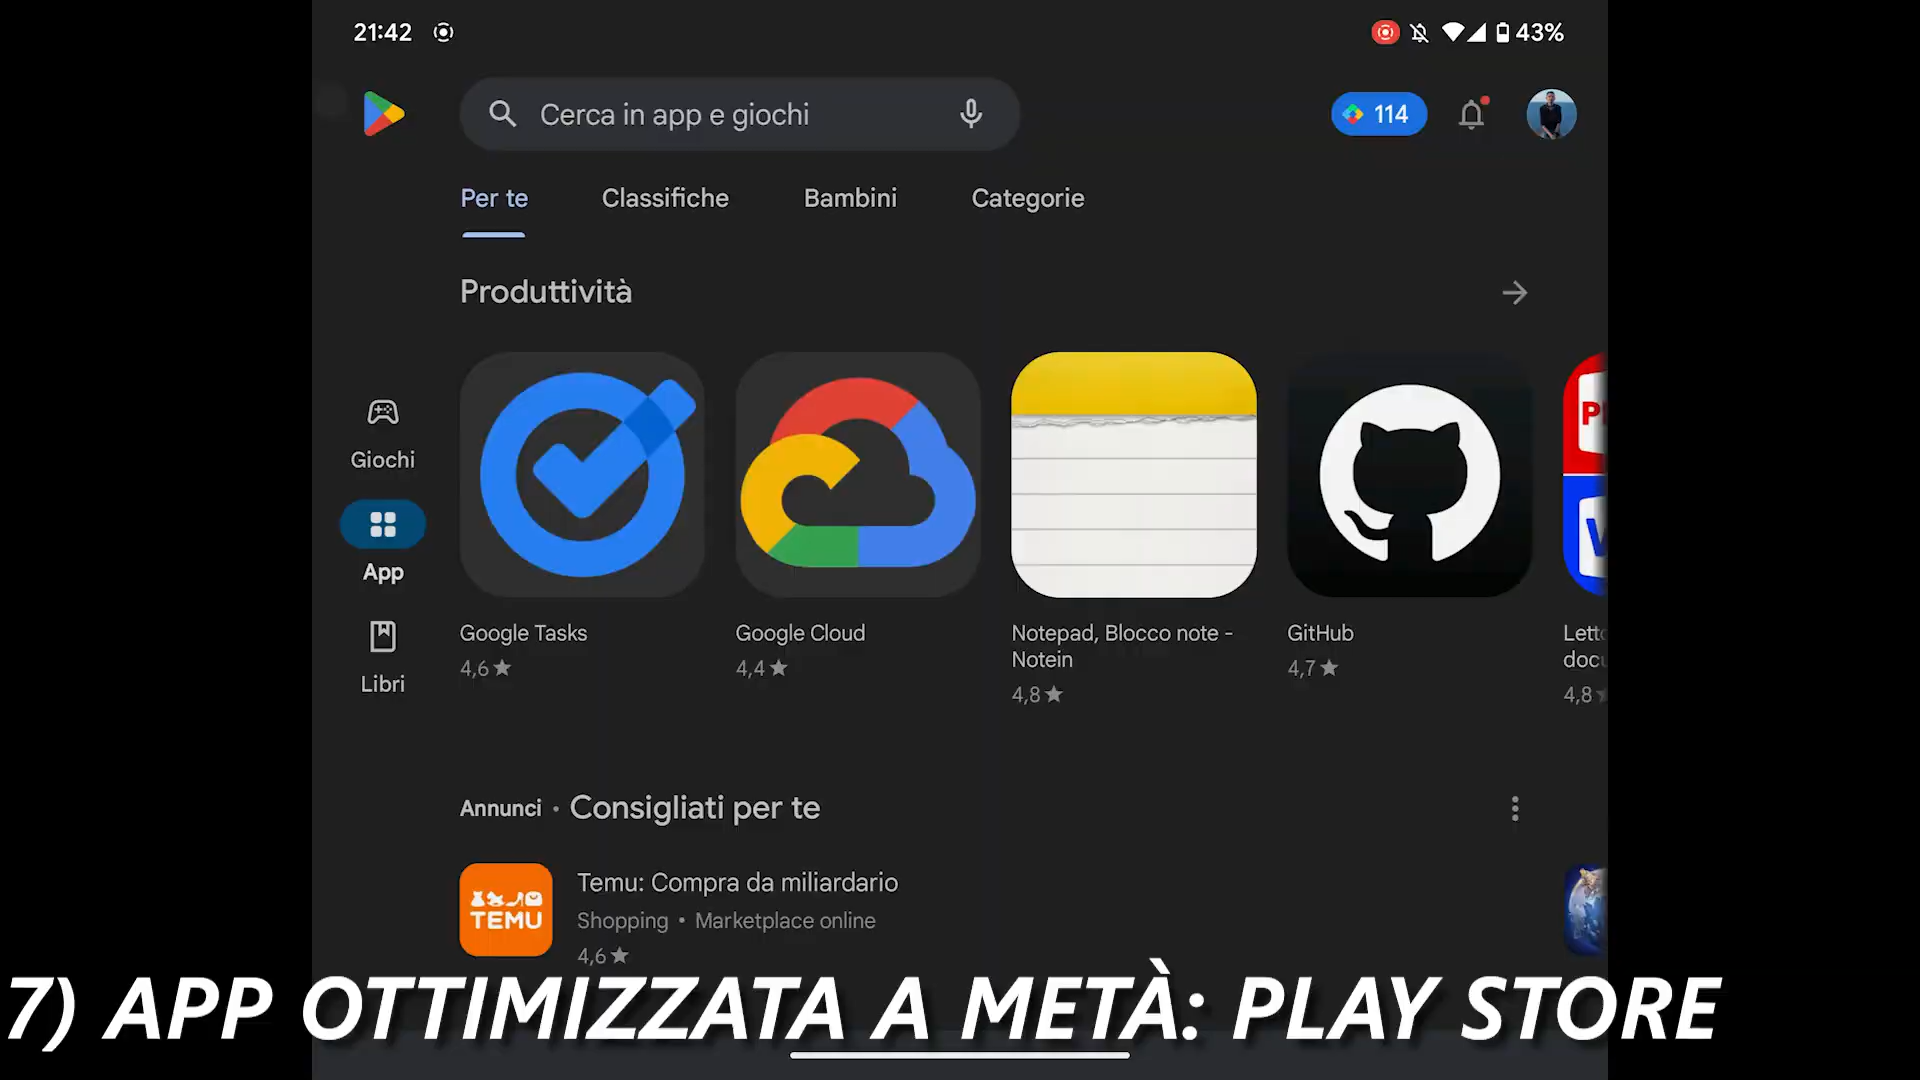 21:42
43%
Cerca in app e giochi
114
Per te
Classifiche
Bambini
Categorie
Produttività
Giochi
App
Libri
Google Tasks
4,6★
Google Cloud
4,4★
Notepad, Blocco note -
Notein
4,8★
GitHub
4,7★
4,8
Annunci • Consigliati per te
TEMU
Temu: Compra da miliardario
Shopping • Marketplace online
4,6★
7) APP OTTIMIZZATA A METÀ: PLAY STORE